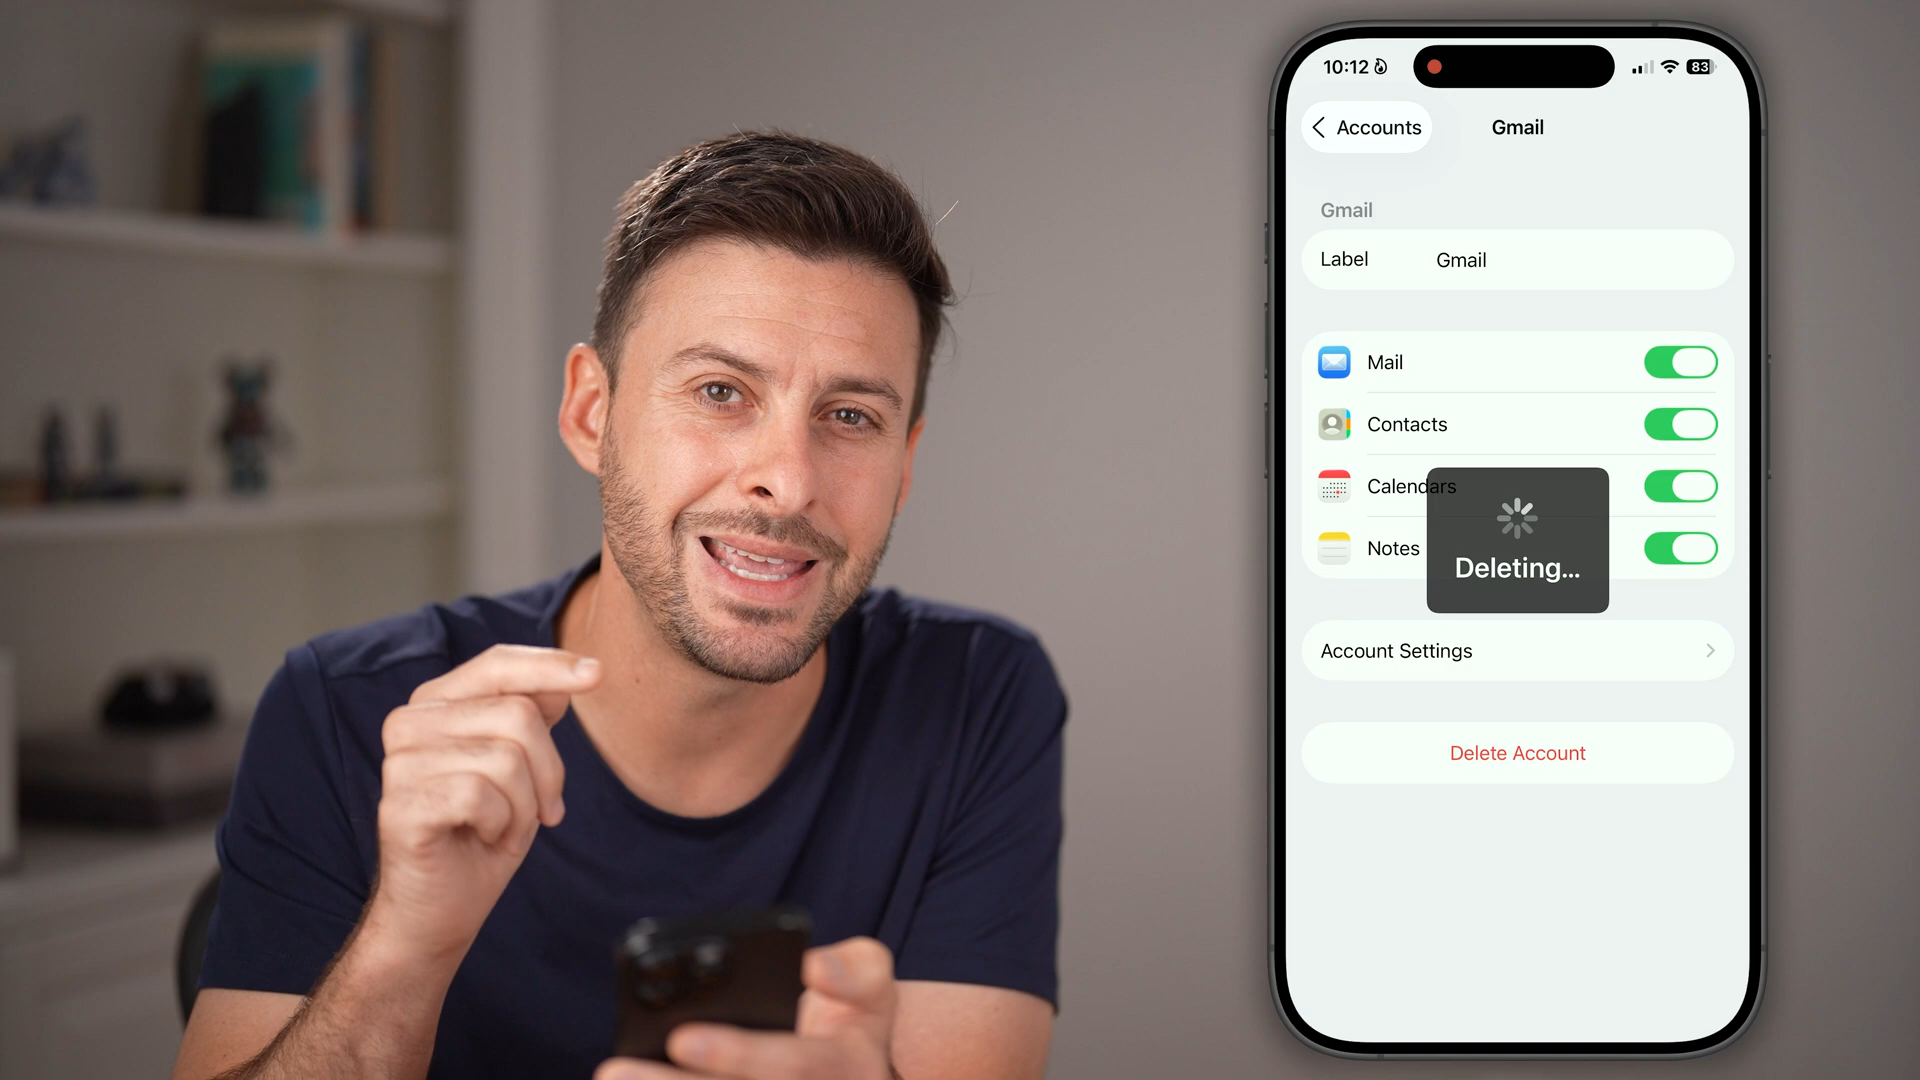 10:12
83
Accounts
Gmail
Gmail
Label Gmail
Mail
Contacts
Calendars
Notes
Deleting...
Account Settings
Delete Account